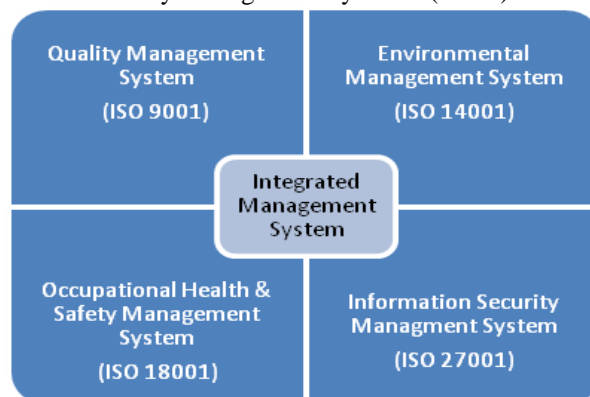 Quality Management
System
(ISO 9001)
Environmental
Management System
(ISO 14001)
Integrated
Management
System
Occupational Health &
Safety Management
System
(ISO 18001)
Information Security
Managment System
(ISO 27001)